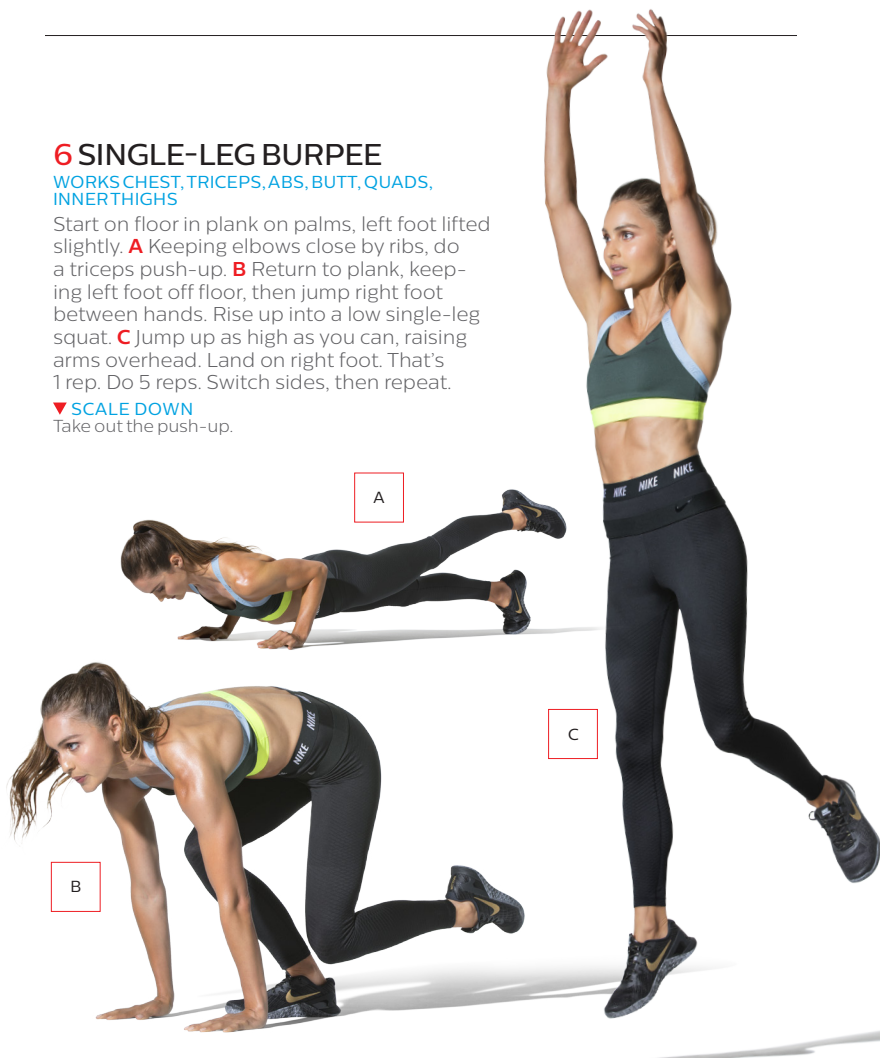 6 SINGLE-LEG BURPEE
WORKS CHEST, TRICEPS, ABS, BUTT, QUADS,
INNER THIGHS
Start on floor in plank on palms, left foot lifted
slightly. A Keeping elbows close by ribs, do
a triceps push-up. B Return to plank, keep-
ing left foot off floor, then jump right foot
between hands. Rise up into a low single-leg
squat. C Jump up as high as you can, raising
arms overhead. Land on right foot. That's
1 rep. Do 5 reps. Switch sides, then repeat.
▼ SCALE DOWN
Take out the push-up.
NIKE NIKE NIKE
A
NIKE
NIKE
C
B